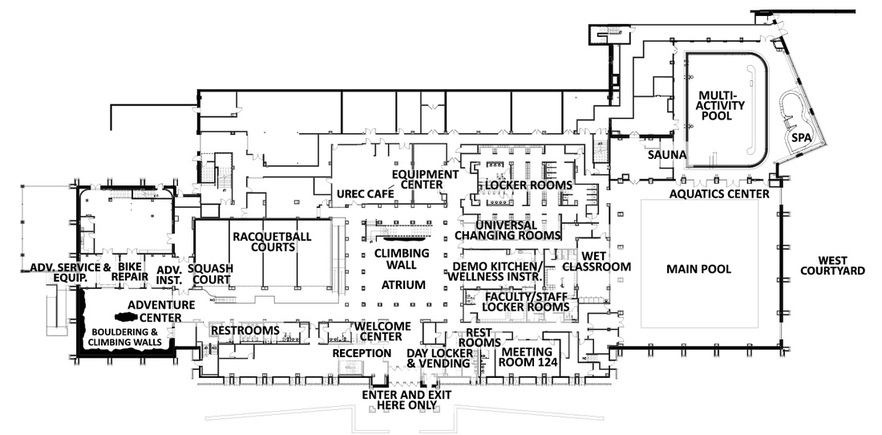 MULTI-
ACTIVITY
POOL
SPA
SAUNA
AQUATICS CENTER
EQUIPMENT
CENTER
UREC CAFÉ
LOCKER ROOMS
UNIVERSAL
CHANGING ROOMS
RACQUETBALL
COURTS
CLIMBING
WALL
ATRIUM
DEMO KITCHEN/
WELLNESS INSTR.
WET
CLASSROOM
MAIN POOL
WEST
COURTYARD
ADV. SERVICE &
EQUIP.
BIKE
REPAIR
ADV.
INST.
SQUASH
COURT
FACULTY/STAFF
LOCKER ROOMS
ADVENTURE
CENTER
BOULDERING &
CLIMBING WALLS
RESTROOMS
WELCOME
CENTER
REST
ROOMS
RECEPTION
DAY LOCKER
& VENDING
MEETING
ROOM 124
ENTER AND EXIT
HERE ONLY